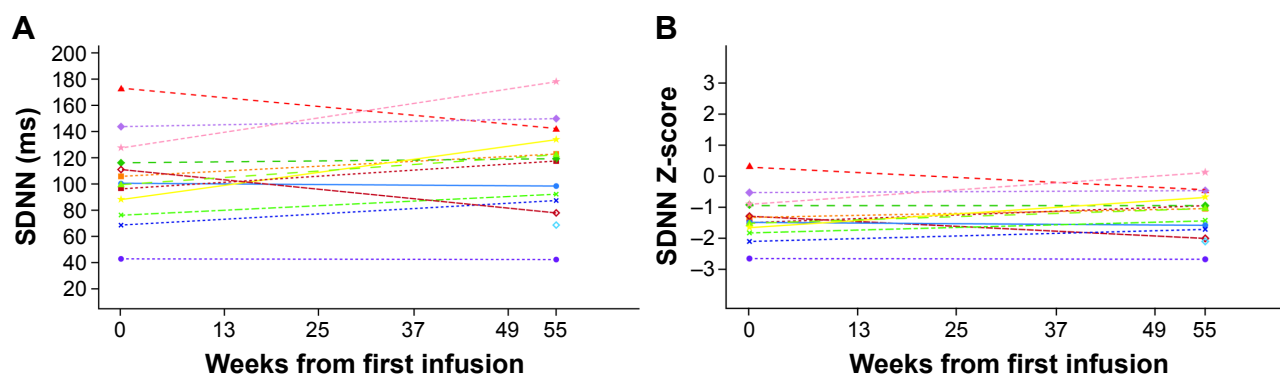 A
SDNN (ms)
200
180
160
140
120
100
80
60
40
20
0 13 25 37 49 55
Weeks from first infusion
B
SDNN Z-score
3
2
1
0
–1
–2
–3
0 13 25 37 49 55
Weeks from first infusion